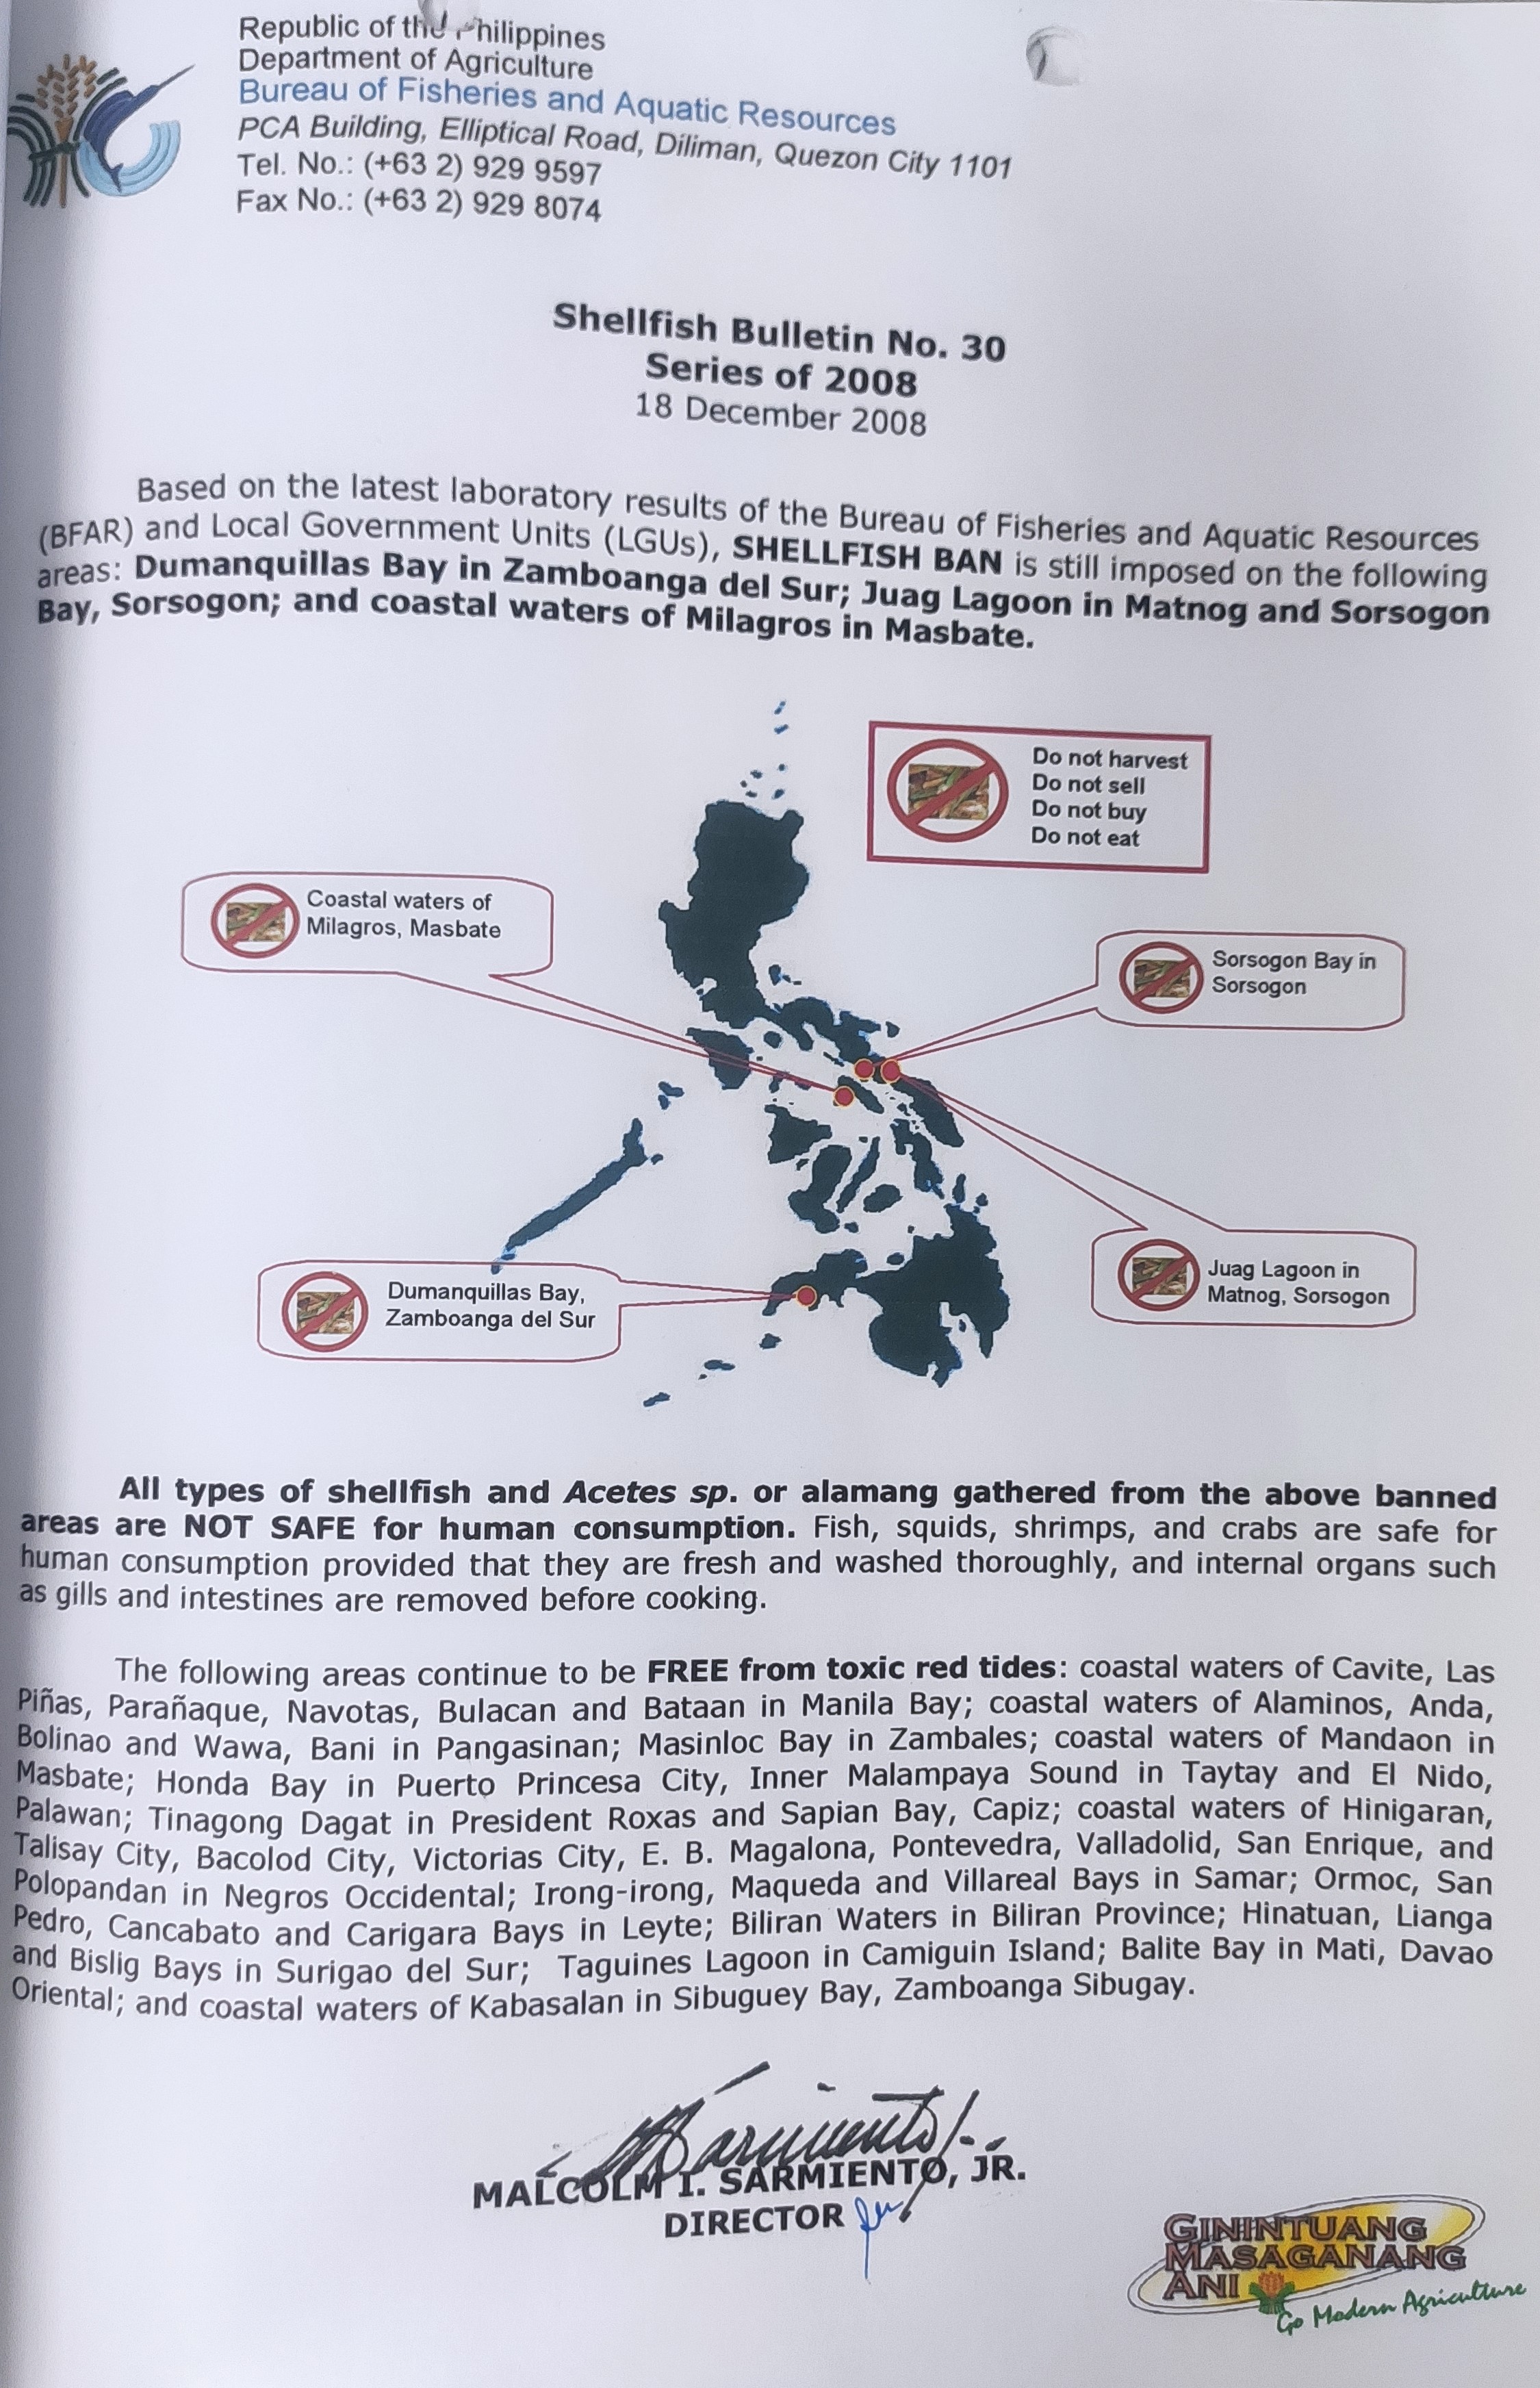 Republic of the Philippines
Department of Agriculture
Bureau of Fisheries and Aquatic Resources
PCA Building, Elliptical Road, Diliman, Quezon City 1101
Tel. No.: (+63 2) 929 9597
Fax No.: (+63 2) 929 8074
Shellfish Bulletin No. 30
Series of 2008
18 December 2008
Based on the latest laboratory results of the Bureau of Fisheries and Aquatic Resources
(BFAR) and Local Government Units (LGUs), SHELLFISH BAN is still imposed on the following
areas: Dumanquillas Bay in Zamboanga del Sur; Juag Lagoon in Matnog and Sorsogon
Bay, Sorsogon; and coastal waters of Milagros in Masbate.
Do not harvest
Do not sell
Do not buy
Do not eat
Coastal waters of
Milagros, Masbate
Sorsogon Bay in
Sorsogon
Dumanquillas Bay,
Zamboanga del Sur
Juag Lagoon in
Matnog, Sorsogon
All types of shellfish and Acetes sp. or alamang gathered from the above banned
areas are NOT SAFE for human consumption. Fish, squids, shrimps, and crabs are safe for
human consumption provided that they are fresh and washed thoroughly, and internal organs such
as gills and intestines are removed before cooking.
The following areas continue to be FREE from toxic red tides: coastal waters of Cavite, Las
Piñas, Parañaque, Navotas, Bulacan and Bataan in Manila Bay; coastal waters of Alaminos, Anda,
Bolinao and Wawa, Bani in Pangasinan; Masinloc Bay in Zambales; coastal waters of Mandaon in
Masbate; Honda Bay in Puerto Princesa City, Inner Malampaya Sound in Taytay and El Nido,
Palawan; Tinagong Dagat in President Roxas and Sapian Bay, Capiz; coastal waters of Hinigaran,
Talisay City, Bacolod City, Victorias City, E. B. Magalona, Pontevedra, Valladolid, San Enrique, and
Polopandan in Negros Occidental; Irong-irong, Maqueda and Villareal Bays in Samar; Ormoc, San
Pedro, Cancabato and Carigara Bays in Leyte; Biliran Waters in Biliran Province; Hinatuan, Lianga
and Bislig Bays in Surigao del Sur; Taguines Lagoon in Camiguin Island; Balite Bay in Mati, Davao
Oriental; and coastal waters of Kabasalan in Sibuguey Bay, Zamboanga Sibugay.
MALCOLM I. SARMIENTO, JR.
DIRECTOR
GININTUANG
MASAGANANG
ANI
Go Modern Agriculture